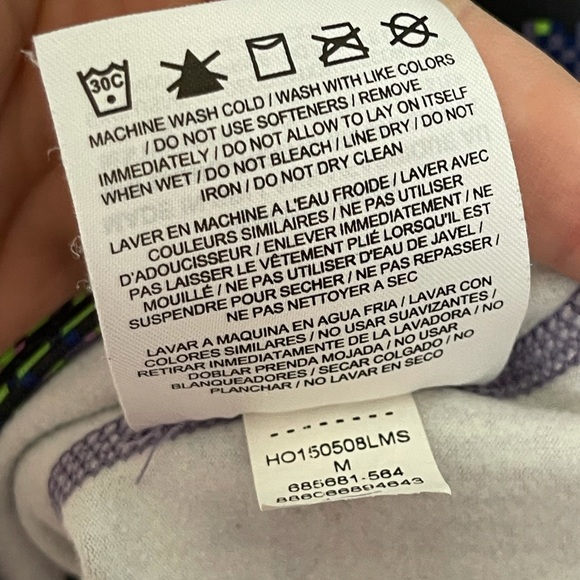 30C
MACHINE WASH COLD / WASH WITH LIKE COLORS
/ DO NOT USE SOFTENERS / REMOVE
IMMEDIATELY / DO NOT ALLOW TO LAY ON ITSELF
WHEN WET / DO NOT BLEACH / LINE DRY / DO NOT
IRON / DO NOT DRY CLEAN
LAVER EN MACHINE A L'EAU FROIDE / LAVER AVEC
COULEURS SIMILAIRES / NE PAS UTILISER
D'ADOUCISSEUR / ENLEVER IMMEDIATEMENT / NE
PAS LAISSER LE VÊTEMENT PLIÉ LORSQU'IL EST
MOUILLÉ / NE PAS UTILISER D'EAU DE JAVEL /
SUSPENDRE POUR SECHER / NE PAS REPASSER /
NE PAS NETTOYER A SEC
LAVAR A MAQUINA EN AGUA FRIA / LAVAR CON
COLORES SIMILARES / NO USAR SUAVIZANTES /
RETIRAR INMEDIATAMENTE DE LA LAVADORA / NO
DOBLAR PRENDA MOJADA / NO USAR
BLANQUEADORES / SECAR COLGADO / NO
PLANCHAR / NO LAVAR EN SECO
HO150508LMS
M
685681-564